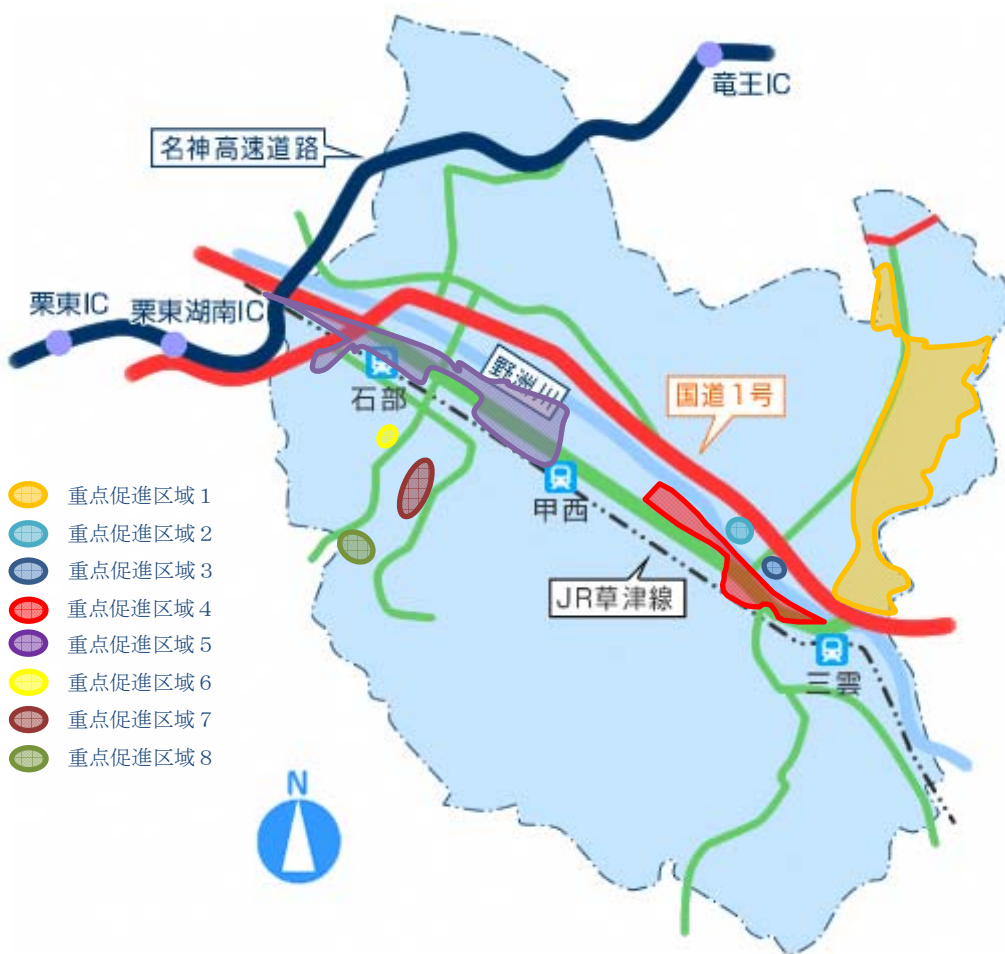 竜王IC
名神高速道路
栗東IC
栗東湖南IC
石部
野洲川
国道1号
甲西
JR草津線
三雲
重点促進区域1
重点促進区域2
重点促進区域3
重点促進区域4
重点促進区域5
重点促進区域6
重点促進区域7
重点促進区域8
N